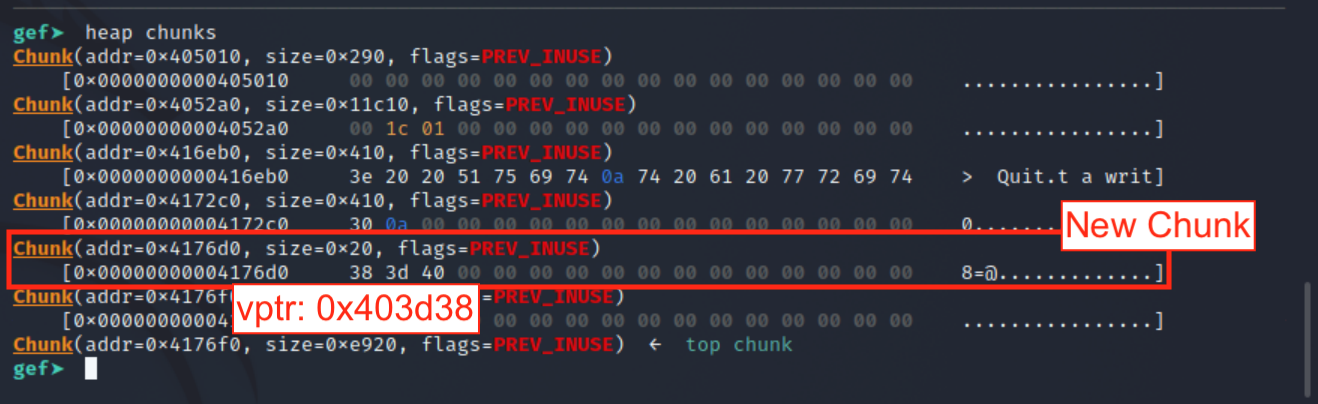 gef➤  heap chunks
Chunk(addr=0×405010, size=0×290, flags=PREV_INUSE)
[0×0000000000405010     00 00 00 00 00 00 00 00 00 00 00 00 00 00 00 00    ................]
Chunk(addr=0×4052a0, size=0×11c10, flags=PREV_INUSE)
[0×00000000004052a0     00 1c 01 00 00 00 00 00 00 00 00 00 00 00 00 00    ................]
Chunk(addr=0×416eb0, size=0×410, flags=PREV_INUSE)
[0×0000000000416eb0     3e 20 20 51 75 69 74 0a 74 20 61 20 77 72 69 74    >  Quit.t a writ]
Chunk(addr=0×4172c0, size=0×410, flags=PREV_INUSE)
[0×00000000004172c0     30 0a 00 00 00 00 00 00 00 00 00 00 00 00 00 00    0.......
New Chunk
Chunk(addr=0×4176d0, size=0×20, flags=PREV_INUSE)
[0×00000000004176d0     38 3d 40 00 00 00 00 00 00 00 00 00 00 00 00 00    8=@.............]
Chunk(addr=0×4176f PREV_INUSE)
vptr: 0x403d38
[0×00000000004 00 00 00 00 00 00 00 00 00 00 00 00    ................]
Chunk(addr=0×4176f0, size=0×e920, flags=PREV_INUSE)  ←  top chunk
gef➤